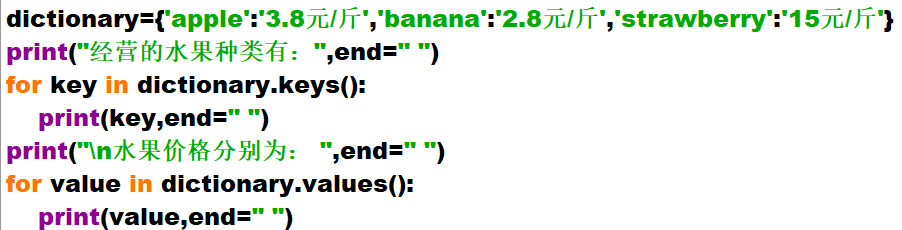 dictionary={'apple':'3.8元/斤','banana':'2.8元/斤','strawberry':'15元/斤'}
print("经营的水果种类有：",end=" ")
for key in dictionary.keys():
    print(key,end=" ")
print("\n水果价格分别为： ",end=" ")
for value in dictionary.values():
    print(value,end=" ")